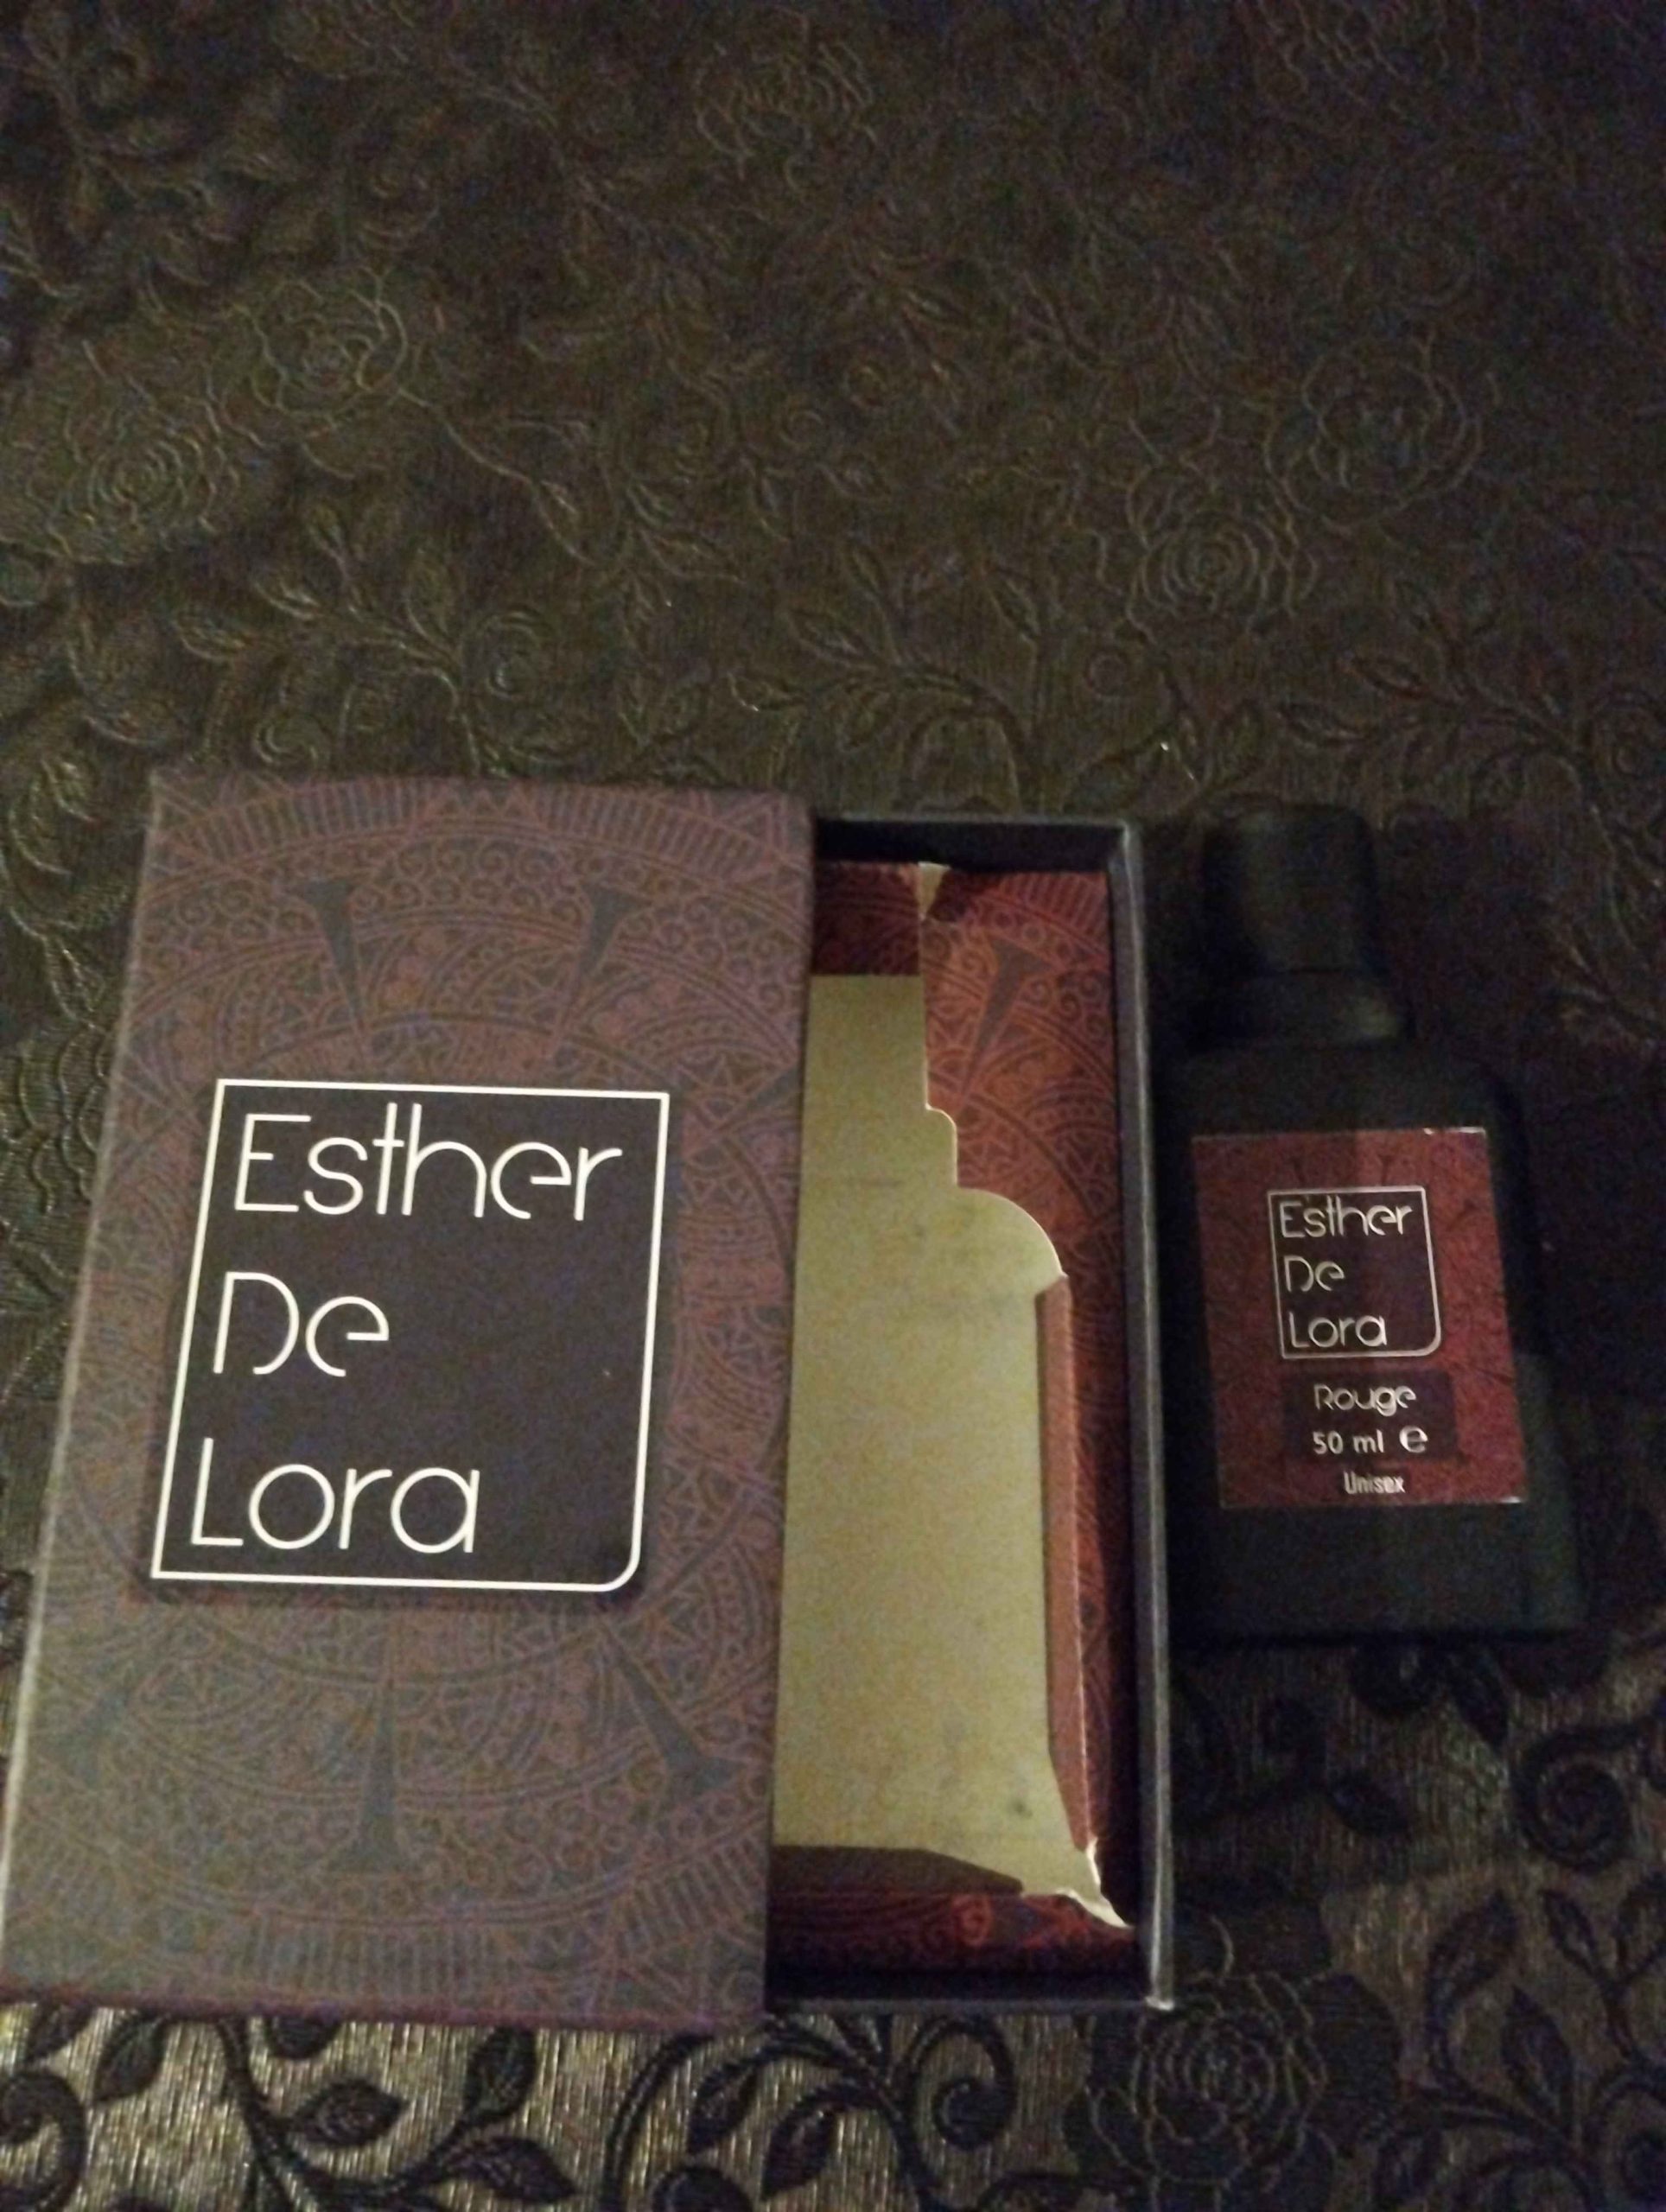 Esther
De
Lora
Esther
De
Lora
Rouge
50 ml ℮
Unisex